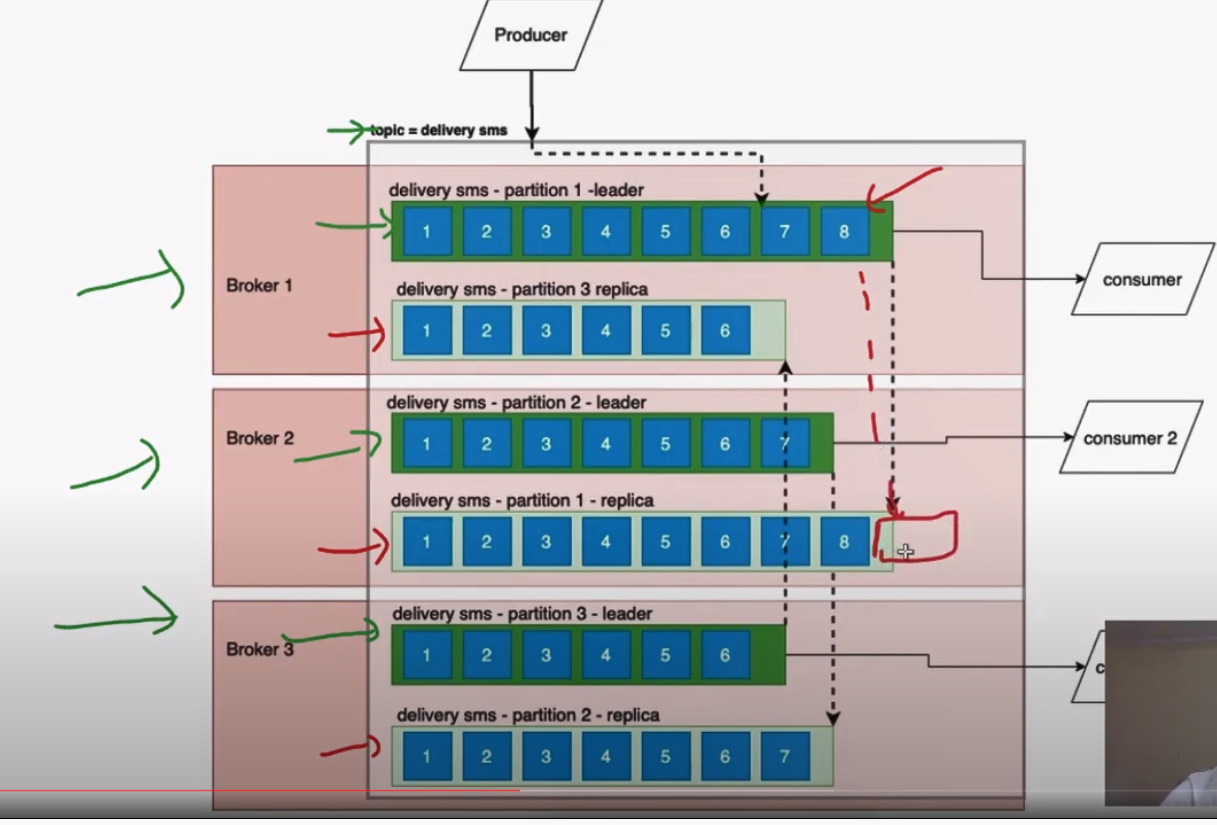 Producer
topic = delivery sms
delivery sms - partition 1 -leader
1 2 3 4 5 6 7 8
Broker 1
consumer
delivery sms - partition 3 replica
1 2 3 4 5 6
delivery sms - partition 2 - leader
Broker 2
1 2 3 4 5 6 7
consumer 2
delivery sms - partition 1 - replica
1 2 3 4 5 6 7 8
delivery sms - partition 3 - leader
Broker 3
1 2 3 4 5 6
c
delivery sms - partition 2 - replica
1 2 3 4 5 6 7